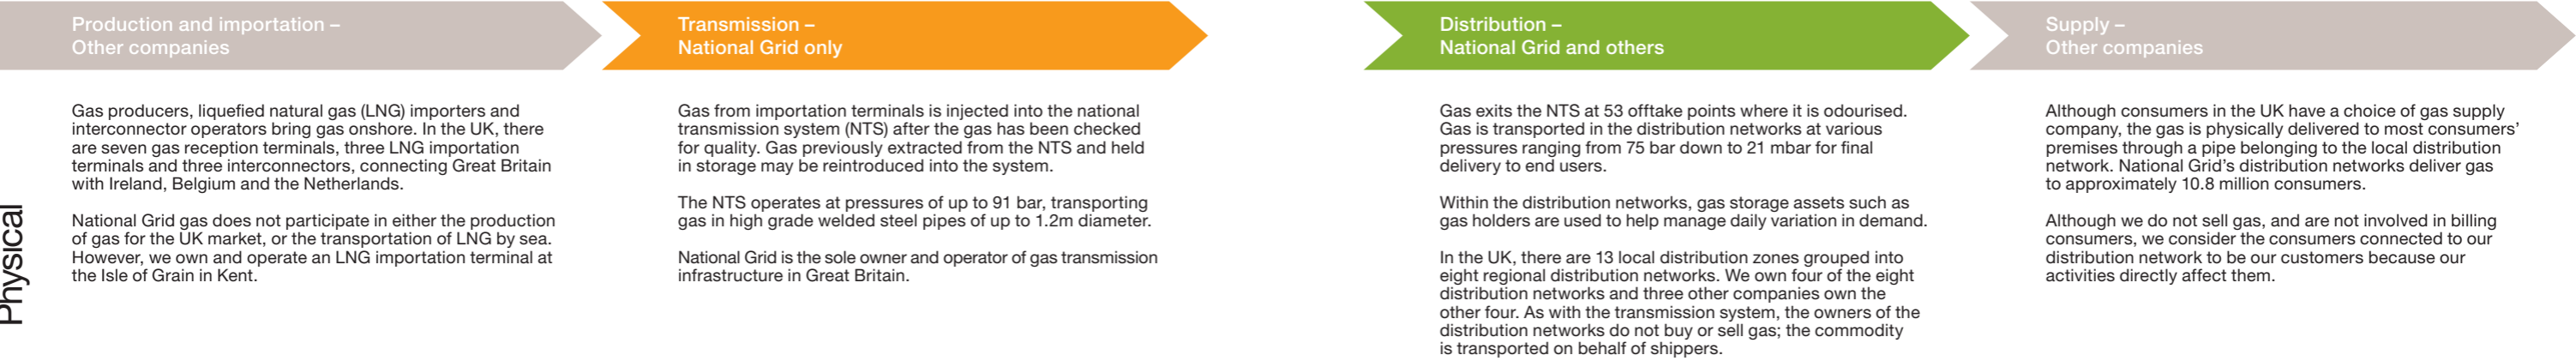 Physical
Production and importation –
Other companies
Gas producers, liquefied natural gas (LNG) importers and
interconnector operators bring gas onshore. In the UK, there
are seven gas reception terminals, three LNG importation
terminals and three interconnectors, connecting Great Britain
with Ireland, Belgium and the Netherlands.
National Grid gas does not participate in either the production
of gas for the UK market, or the transportation of LNG by sea.
However, we own and operate an LNG importation terminal at
the Isle of Grain in Kent.
Transmission –
National Grid only
Gas from importation terminals is injected into the national
transmission system (NTS) after the gas has been checked
for quality. Gas previously extracted from the NTS and held
in storage may be reintroduced into the system.
The NTS operates at pressures of up to 91 bar, transporting
gas in high grade welded steel pipes of up to 1.2m diameter.
National Grid is the sole owner and operator of gas transmission
infrastructure in Great Britain.
Distribution –
National Grid and others
Gas exits the NTS at 53 offtake points where it is odourised.
Gas is transported in the distribution networks at various
pressures ranging from 75 bar down to 21 mbar for final
delivery to end users.
Within the distribution networks, gas storage assets such as
gas holders are used to help manage daily variation in demand.
In the UK, there are 13 local distribution zones grouped into
eight regional distribution networks. We own four of the eight
distribution networks and three other companies own the
other four. As with the transmission system, the owners of the
distribution networks do not buy or sell gas; the commodity
is transported on behalf of shippers.
Supply –
Other companies
Although consumers in the UK have a choice of gas supply
company, the gas is physically delivered to most consumers’
premises through a pipe belonging to the local distribution
network. National Grid’s distribution networks deliver gas
to approximately 10.8 million consumers.
Although we do not sell gas, and are not involved in billing
consumers, we consider the consumers connected to our
distribution network to be our customers because our
activities directly affect them.